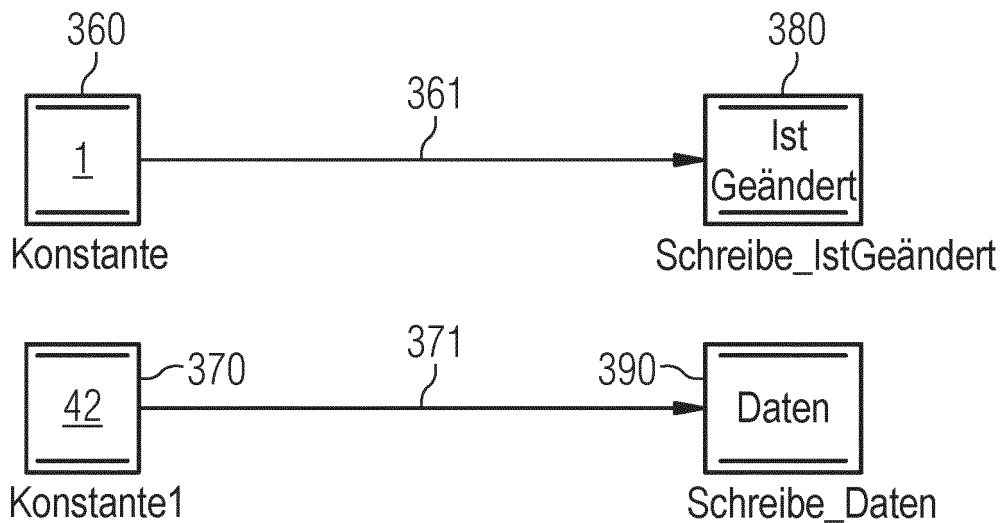 360
380
361
1
Ist
Geändert
Konstante
Schreibe_IstGeändert
371
370
390
42
Daten
Konstante1
Schreibe_Daten